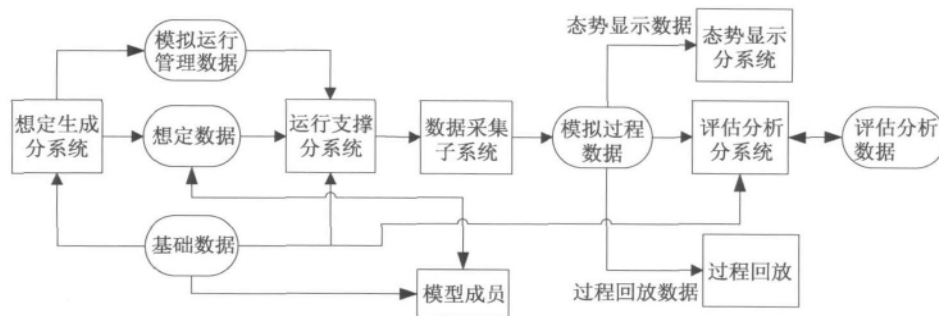 模拟运行
管理数据
态势显示数据
态势显示
分系统
想定生成
分系统
想定数据
运行支撑
分系统
数据采集
子系统
模拟过程
数据
评估分析
分系统
评估分析
数据
基础数据
模型成员
过程回放
过程回放数据